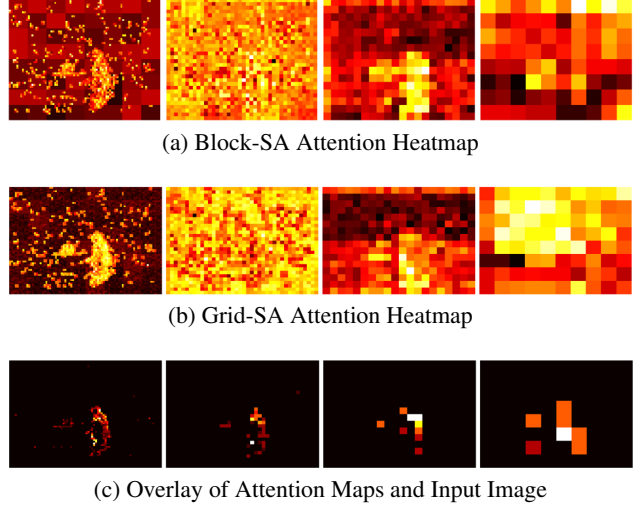 (a) Block-SA Attention Heatmap
(b) Grid-SA Attention Heatmap
(c) Overlay of Attention Maps and Input Image